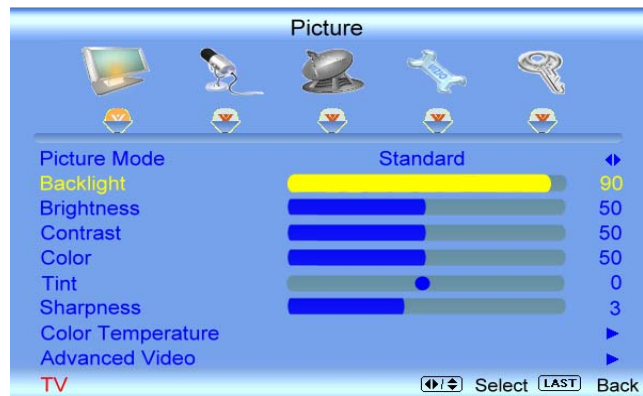 Picture
VIZIO
Picture Mode Standard
Backlight 90
Brightness 50
Contrast 50
Color 50
Tint 0
Sharpness 3
Color Temperature
Advanced Video
TV Select LAST Back